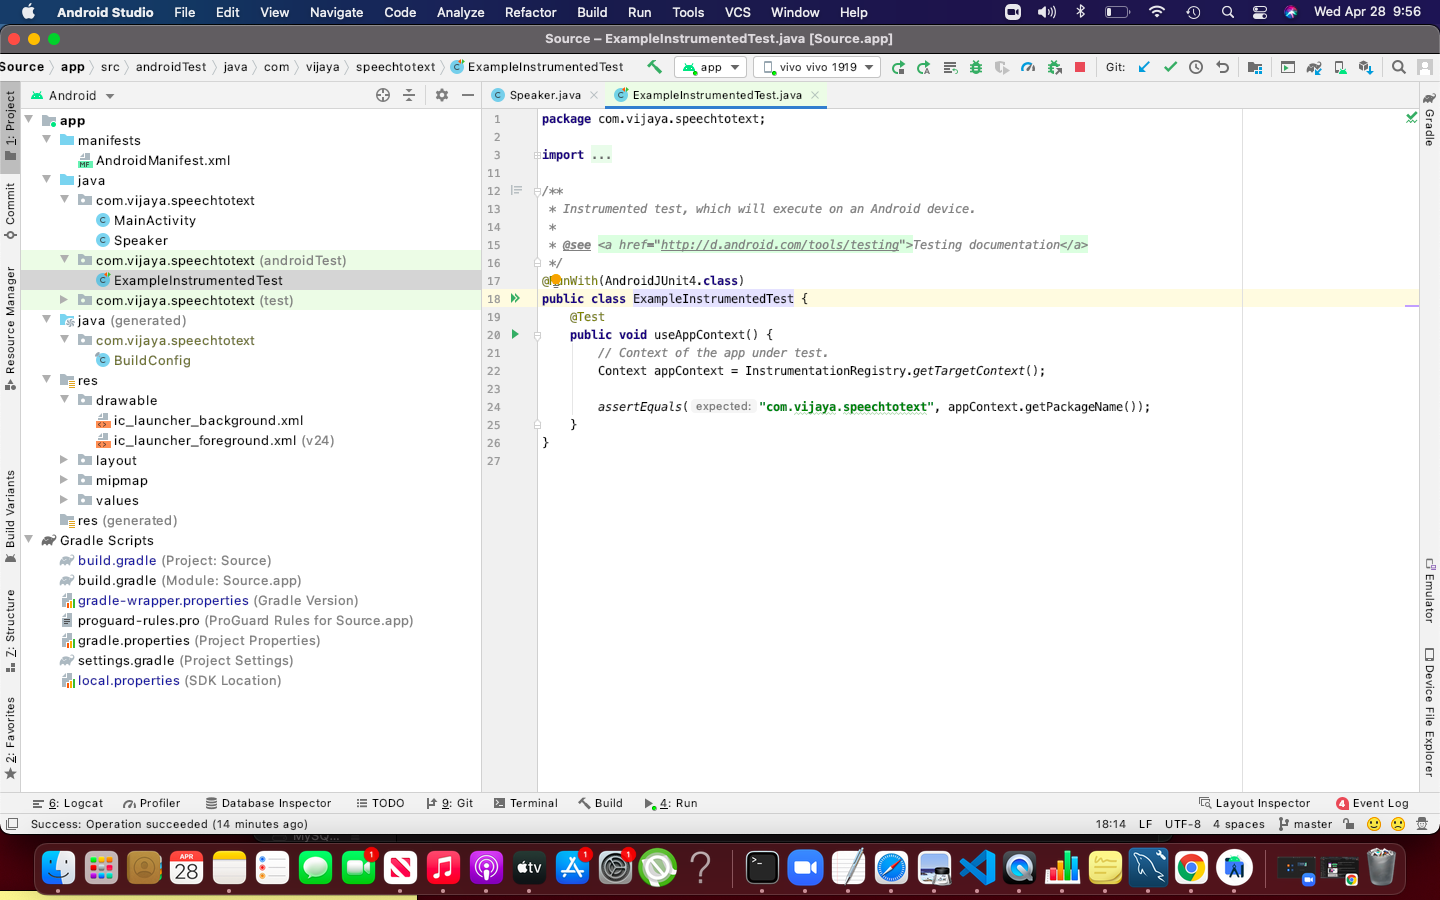 Android Studio File Edit View Navigate Code Analyze Refactor Build Run Tools VCS Window Help Wed Apr 28 9:56
Source – ExampleInstrumentedTest.java [Source.app]
Source app src androidTest java com vijaya speechtotext ExampleInstrumentedTest app vivo vivo 1919 Git:
Android
Speaker.java ExampleInstrumentedTest.java
1: Project
Commit
Resource Manager
Build Variants
7: Structure
2: Favorites
app
manifests
AndroidManifest.xml
java
com.vijaya.speechtotext
MainActivity
Speaker
com.vijaya.speechtotext (androidTest)
ExampleInstrumentedTest
com.vijaya.speechtotext (test)
java (generated)
com.vijaya.speechtotext
BuildConfig
res
drawable
ic_launcher_background.xml
ic_launcher_foreground.xml (v24)
layout
mipmap
values
res (generated)
Gradle Scripts
build.gradle (Project: Source)
build.gradle (Module: Source.app)
gradle-wrapper.properties (Gradle Version)
proguard-rules.pro (ProGuard Rules for Source.app)
gradle.properties (Project Properties)
settings.gradle (Project Settings)
local.properties (SDK Location)
1 package com.vijaya.speechtotext;
2
3 import ...
11
12 /**
13 * Instrumented test, which will execute on an Android device.
14 *
15 * @see <a href="http://d.android.com/tools/testing">Testing documentation</a>
16 */
17 @RunWith(AndroidJUnit4.class)
18 public class ExampleInstrumentedTest {
19 @Test
20 public void useAppContext() {
21 // Context of the app under test.
22 Context appContext = InstrumentationRegistry.getTargetContext();
23
24 assertEquals( expected: "com.vijaya.speechtotext", appContext.getPackageName());
25 }
26 }
27
Gradle
Emulator
Device File Explorer
6: Logcat Profiler Database Inspector TODO 9: Git Terminal Build 4: Run Layout Inspector 4 Event Log
Success: Operation succeeded (14 minutes ago) 18:14 LF UTF-8 4 spaces master
MySQ...
APR
28
1
tv
1
1